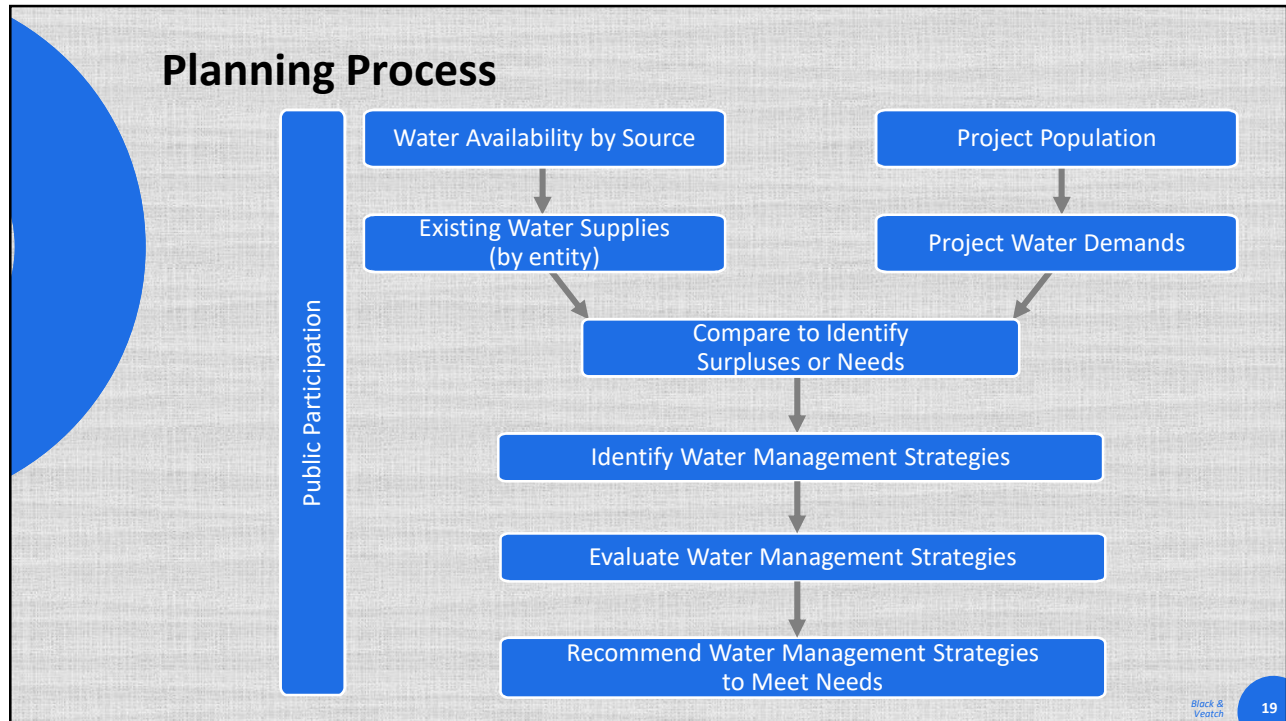 Planning Process
Public Participation
Water Availability by Source
Project Population
Existing Water Supplies
(by entity)
Project Water Demands
Compare to Identify
Surpluses or Needs
Identify Water Management Strategies
Evaluate Water Management Strategies
Recommend Water Management Strategies
to Meet Needs
Black &
Veatch
19